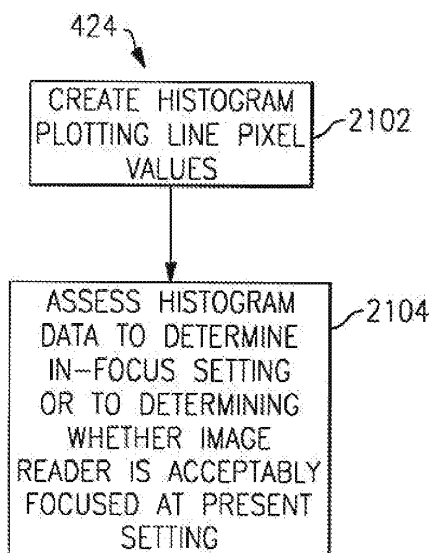 424
CREATE HISTOGRAM
PLOTTING LINE PIXEL
VALUES
2102
ASSESS HISTOGRAM
DATA TO DETERMINE
IN-FOCUS SETTING
OR TO DETERMINING
WHETHER IMAGE
READER IS ACCEPTABLY
FOCUSED AT PRESENT
SETTING
2104